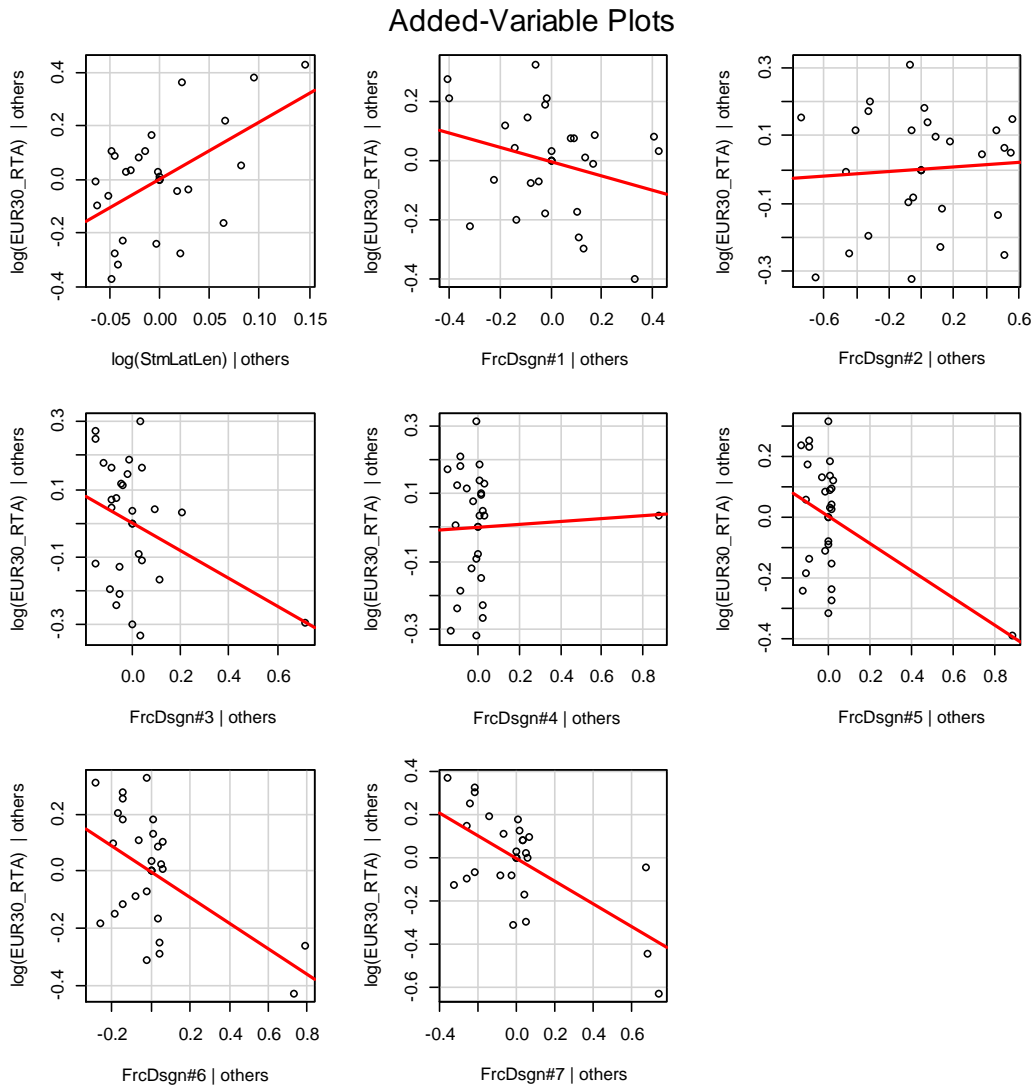 Added-Variable Plots
log(EUR30_RTA) | others
-0.4 -0.2 0.0 0.2 0.4
-0.05 0.00 0.05 0.10 0.15
log(StmLatLen) | others
log(EUR30_RTA) | others
-0.4 -0.2 0.0 0.2
-0.4 -0.2 0.0 0.2 0.4
FrcDsgn#1 | others
log(EUR30_RTA) | others
-0.3 -0.1 0.1 0.3
-0.6 -0.2 0.2 0.6
FrcDsgn#2 | others
log(EUR30_RTA) | others
-0.3 -0.1 0.1 0.3
0.0 0.2 0.4 0.6
FrcDsgn#3 | others
log(EUR30_RTA) | others
-0.3 -0.1 0.1 0.3
0.0 0.2 0.4 0.6 0.8
FrcDsgn#4 | others
log(EUR30_RTA) | others
-0.4 -0.2 0.0 0.2
0.0 0.2 0.4 0.6 0.8
FrcDsgn#5 | others
log(EUR30_RTA) | others
-0.4 -0.2 0.0 0.2
-0.2 0.0 0.2 0.4 0.6 0.8
FrcDsgn#6 | others
log(EUR30_RTA) | others
-0.6 -0.4 -0.2 0.0 0.2 0.4
-0.4 -0.2 0.0 0.2 0.4 0.6
FrcDsgn#7 | others